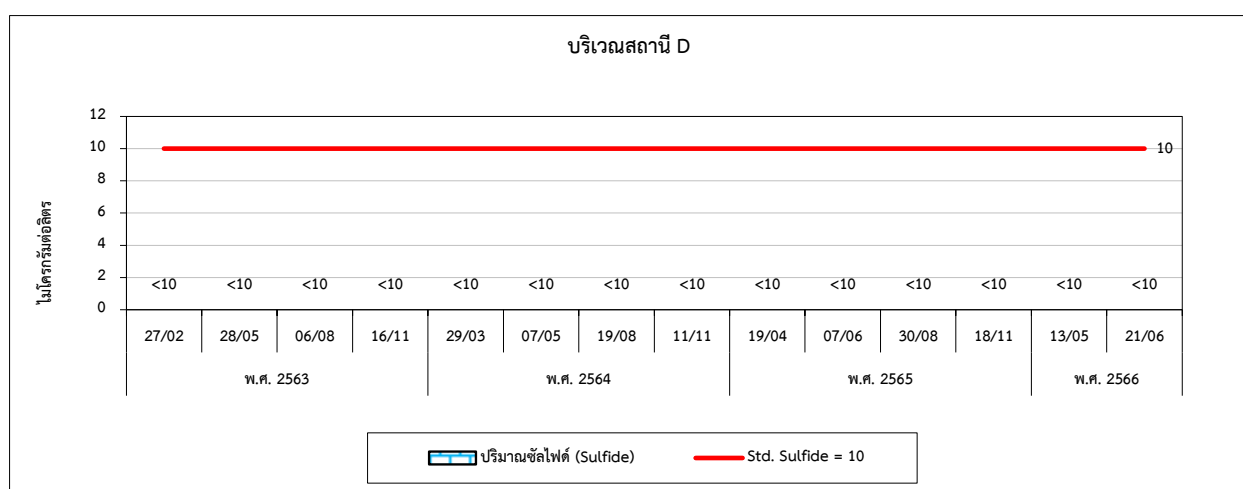 บริเวณสถานี D
ไมโครกรัมต่อลิตร
12
10
8
6
4
2
0
10
<10 <10 <10 <10 <10 <10 <10 <10 <10 <10 <10 <10 <10 <10
27/02 28/05 06/08 16/11 29/03 07/05 19/08 11/11 19/04 07/06 30/08 18/11 13/05 21/06
พ.ศ. 2563 พ.ศ. 2564 พ.ศ. 2565 พ.ศ. 2566
ปริมาณซัลไฟด์ (Sulfide) Std. Sulfide = 10